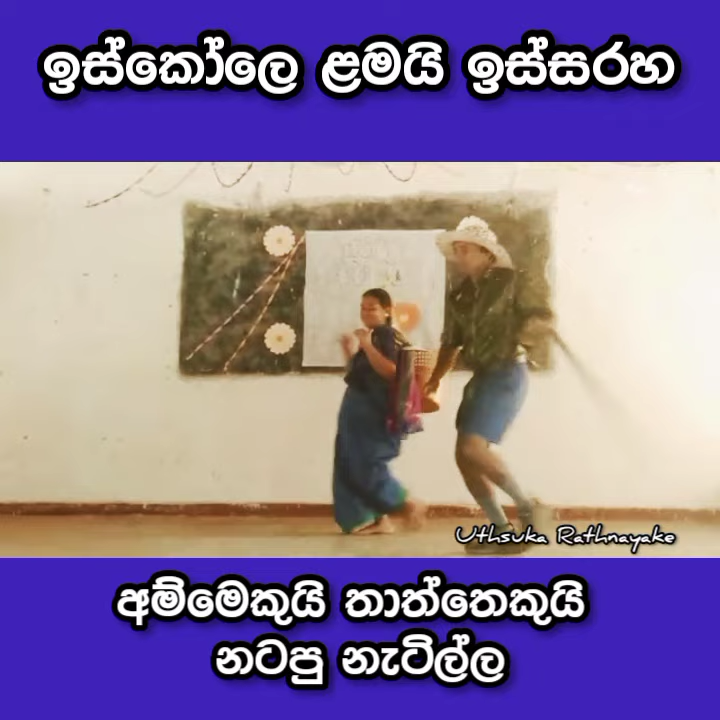 ඉස්කෝලෙ ළමයි ඉස්සරහ
Uthsuka Rathnayake
අම්මෙකුයි තාත්තෙකුයි
නටපු නැටිල්ල